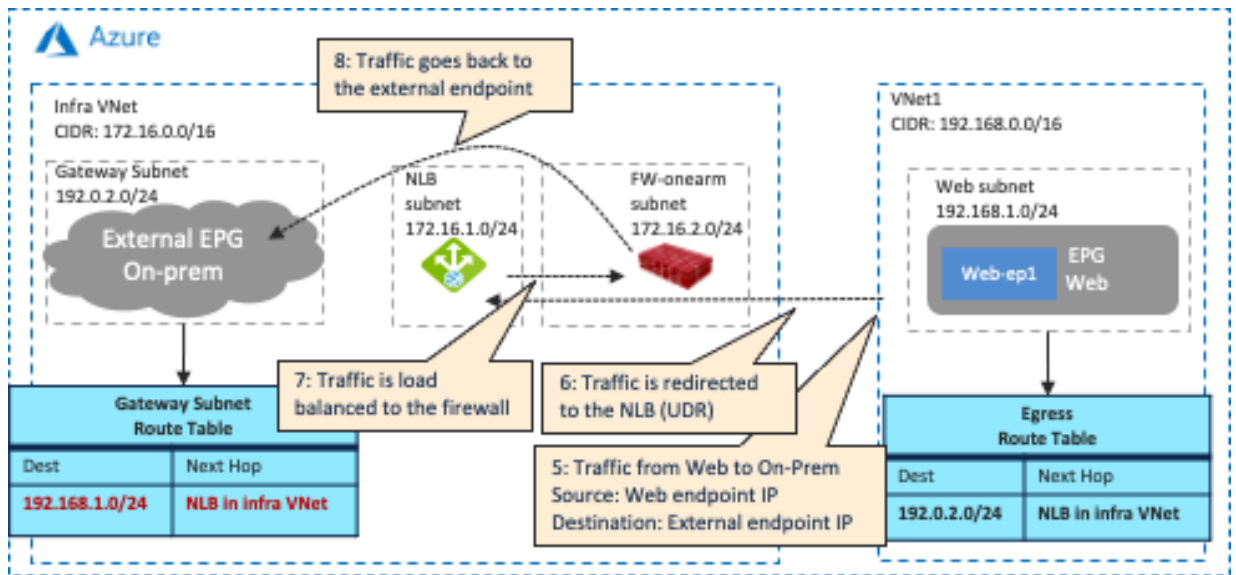 Azure
8: Traffic goes back to
the external endpoint
Infra VNet
CIDR: 172.16.0.0/16
VNet1
CIDR: 192.168.0.0/16
Gateway Subnet
192.0.2.0/24
NLB
subnet
172.16.1.0/24
FW-onearm
subnet
172.16.2.0/24
Web subnet
192.168.1.0/24
External EPG
On-prem
Web-ep1
EPG
Web
7: Traffic is load
balanced to the firewall
6: Traffic is redirected
to the NLB (UDR)
5: Traffic from Web to On-Prem
Source: Web endpoint IP
Destination: External endpoint IP
Gateway Subnet
Route Table
Dest Next Hop
192.168.1.0/24 NLB in infra VNet
Egress
Route Table
Dest Next Hop
192.0.2.0/24 NLB in infra VNet